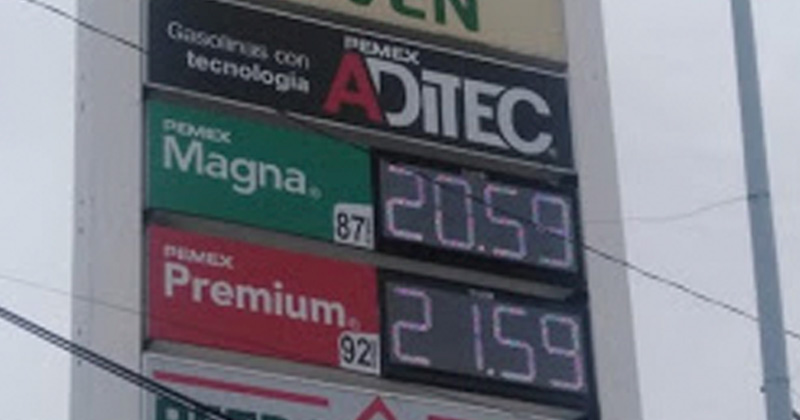 Gasolinas con
tecnología
PEMEX
ADiTEC
PEMEX
Magna
87
20.59
PEMEX
Premium
92
21.59